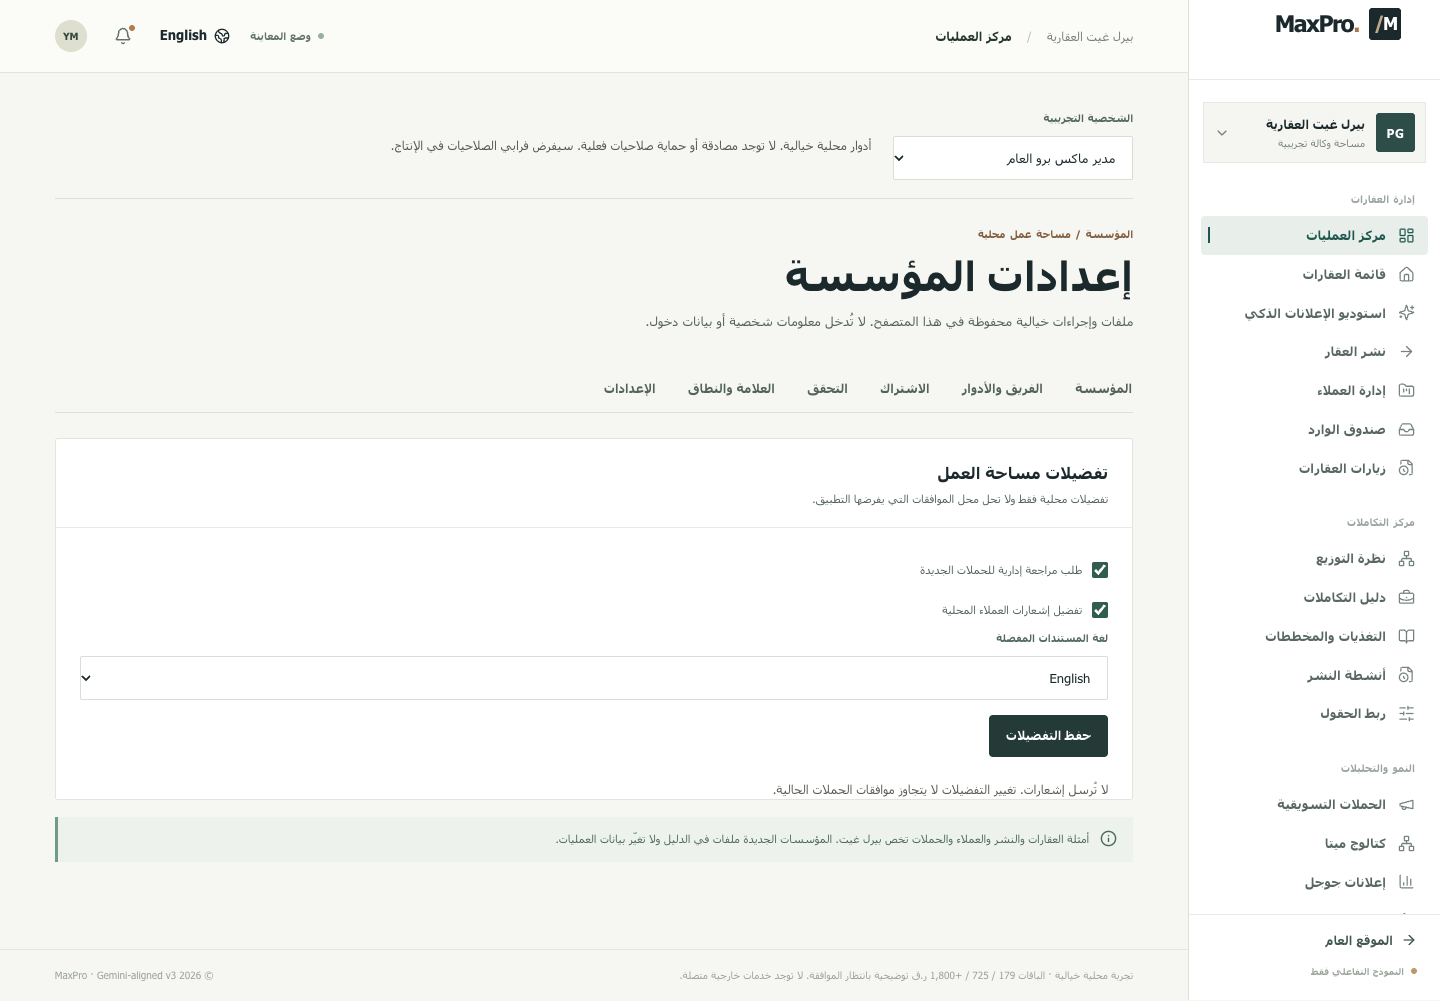 MaxPro. /M
بيرل غيت العقارية / مركز العمليات
وضع المعاينة
English
YM
PG
بيرل غيت العقارية
مساحة وكالة تجريبية
إدارة العقارات
مركز العمليات
قائمة العقارات
استوديو الإعلانات الذكي
نشر العقار
إدارة العملاء
صندوق الوارد
زيارات العقارات
مركز التكاملات
نظرة التوزيع
دليل التكاملات
التغذيات والمخططات
أنشطة النشر
ربط الحقول
النمو والتحليلات
الحملات التسويقية
كتالوج ميتا
إعلانات جوجل
الموقع العام
النموذج التفاعلي فقط
الشخصية التجريبية
مدير ماكس برو العام
أدوار محلية خيالية. لا توجد مصادقة أو حماية صلاحيات فعلية. سيفرض فرابي الصلاحيات في الإنتاج.
المؤسسة / مساحة عمل محلية
إعدادات المؤسسة
ملفات وإجراءات خيالية محفوظة في هذا المتصفح. لا تُدخل معلومات شخصية أو بيانات دخول.
المؤسسة
الفريق والأدوار
الاشتراك
التحقق
العلامة والنطاق
الإعدادات
تفضيلات مساحة العمل
تفضيلات محلية فقط ولا تحل محل الموافقات التي يفرضها التطبيق.
طلب مراجعة إدارية للحملات الجديدة
تفضيل إشعارات العملاء المحلية
لغة المستندات المفضلة
English
حفظ التفضيلات
لا تُرسل إشعارات. تغيير التفضيلات لا يتجاوز موافقات الحملات الحالية.
أمثلة العقارات والنشر والعملاء والحملات تخص بيرل غيت. المؤسسات الجديدة ملفات في الدليل ولا تغيّر بيانات العمليات.
تجربة محلية خيالية · الباقات 179 / 725 / +1,800 ر.ق توضيحية بانتظار الموافقة. لا توجد خدمات خارجية متصلة.
MaxPro · Gemini-aligned v3 2026 ©